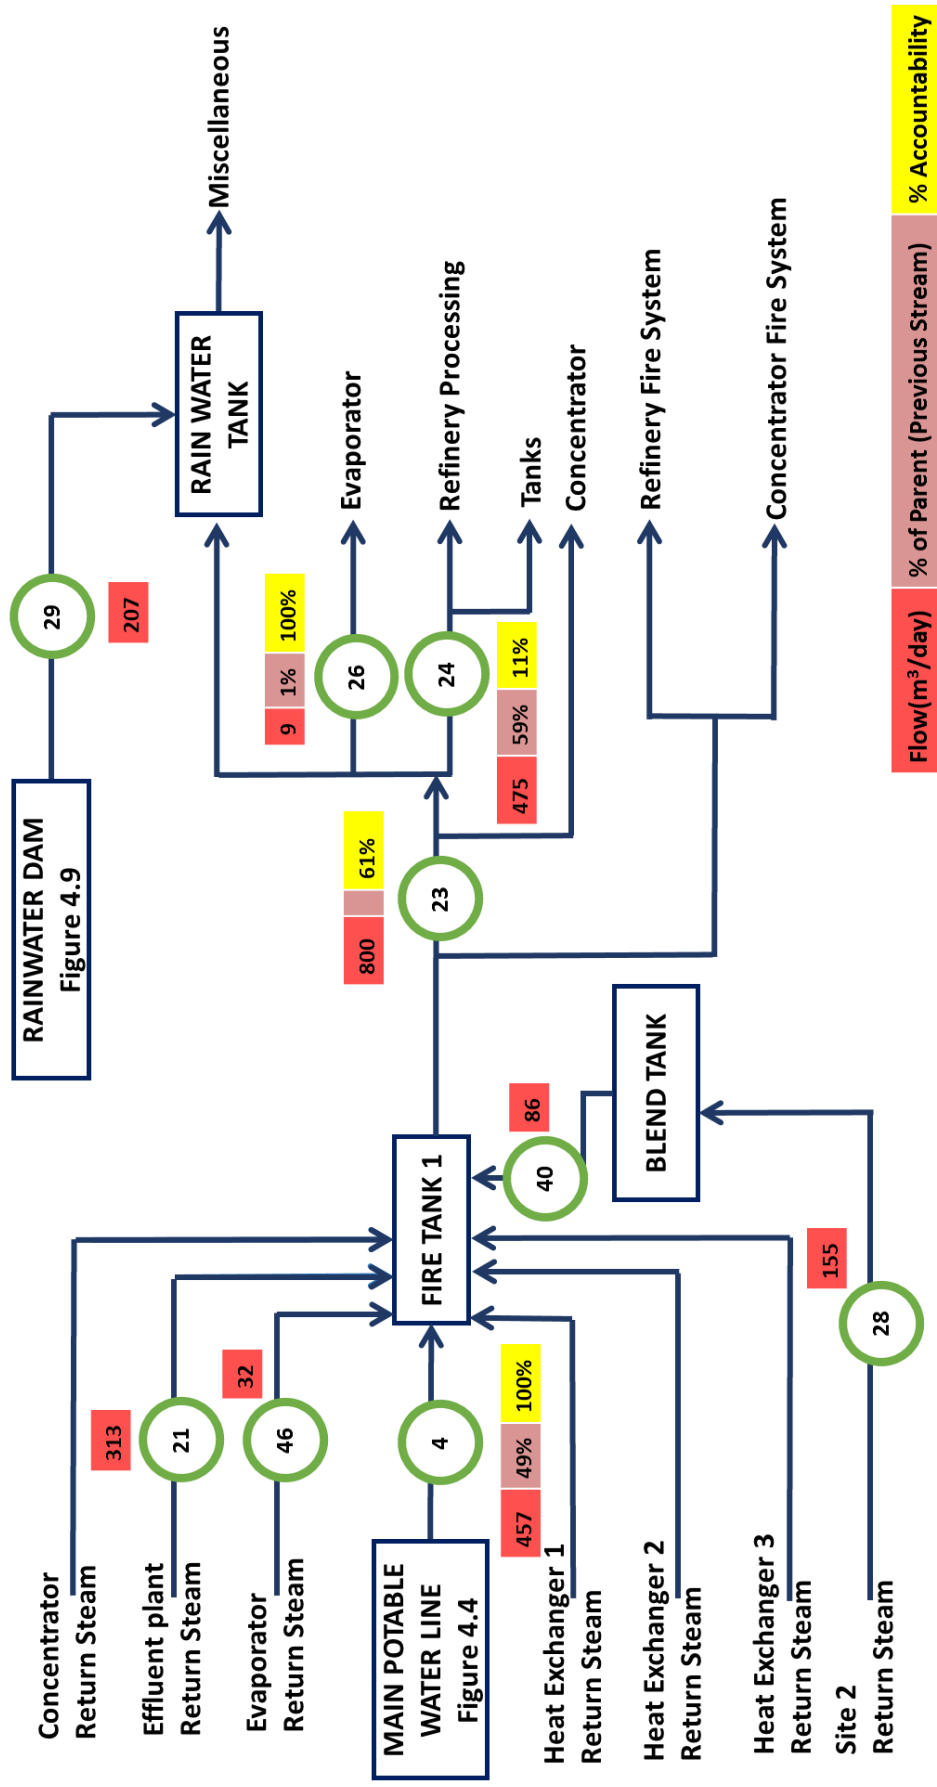 Concentrator
Return Steam
Effluent plant
Return Steam
Evaporator
Return Steam
MAIN POTABLE
WATER LINE
Figure 4.4
Heat Exchanger 1
Return Steam
Heat Exchanger 2
Return Steam
Heat Exchanger 3
Return Steam
Site 2
Return Steam
313
21
32
46
4
457 49% 100%
155
28
FIRE TANK 1
86
40
BLEND TANK
RAINWATER DAM
Figure 4.9
29
207
800 61%
23
9 1% 100%
26
24
475 59% 11%
RAIN WATER
TANK
Miscellaneous
Evaporator
Refinery Processing
Tanks
Concentrator
Refinery Fire System
Concentrator Fire System
Flow(m³/day) % of Parent (Previous Stream) % Accountability